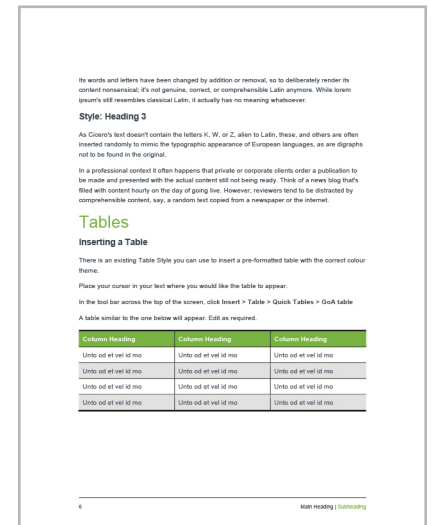 Its words and letters have been changed by addition or removal, so to deliberately render its
content nonsensical; it's not genuine, correct, or comprehensible Latin anymore. While lorem
ipsum's still resembles classical Latin, it actually has no meaning whatsoever.
Style: Heading 3
As Cicero's text doesn't contain the letters K, W, or Z, alien to Latin, these, and others are often
inserted randomly to mimic the typographic appearance of European languages, as are digraphs
not to be found in the original.
In a professional context it often happens that private or corporate clients order a publication to
be made and presented with the actual content still not being ready. Think of a news blog that's
filled with content hourly on the day of going live. However, reviewers tend to be distracted by
comprehensible content, say, a random text copied from a newspaper or the internet.
Tables
Inserting a Table
There is an existing Table Style you can use to insert a pre-formatted table with the correct colour
theme.
Place your cursor in your text where you would like the table to appear.
In the tool bar across the top of the screen, click Insert > Table > Quick Tables > GoA table
A table similar to the one below will appear. Edit as required.
Column Heading Column Heading Column Heading
Unto od et vel id mo Unto od et vel id mo Unto od et vel id mo
Unto od et vel id mo Unto od et vel id mo Unto od et vel id mo
Unto od et vel id mo Unto od et vel id mo Unto od et vel id mo
Unto od et vel id mo Unto od et vel id mo Unto od et vel id mo
6 Main Heading | Subheading